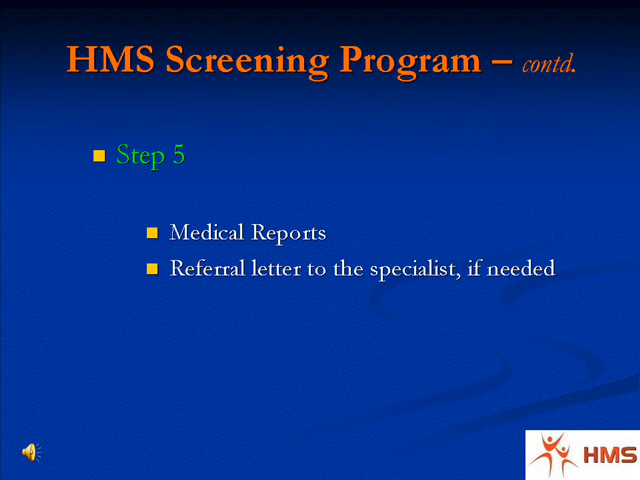 HMS Screening Program – contd.
Step 5
Medical Reports
Referral letter to the specialist, if needed
HMS